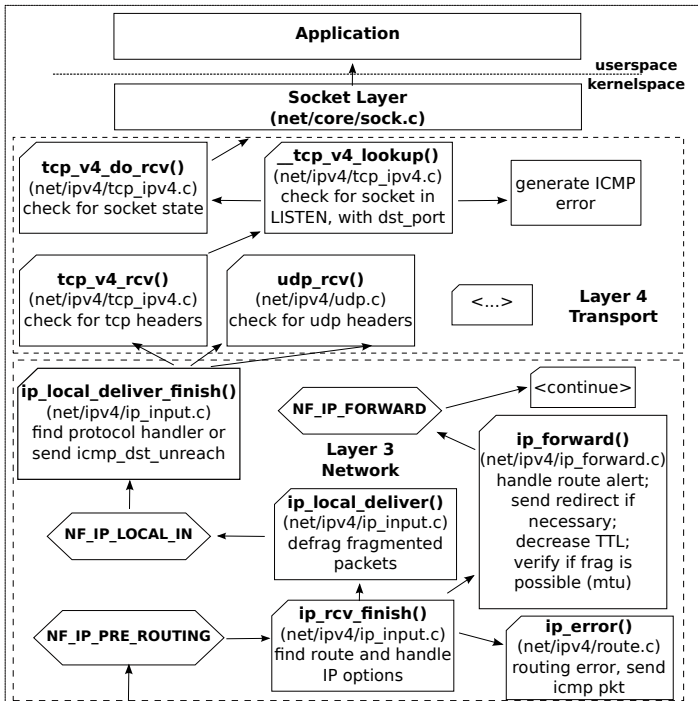 Application
userspace
kernelspace
Socket Layer
(net/core/sock.c)
tcp_v4_do_rcv()
(net/ipv4/tcp_ipv4.c)
check for socket state
__tcp_v4_lookup()
(net/ipv4/tcp_ipv4.c)
check for socket in
LISTEN, with dst_port
generate ICMP
error
tcp_v4_rcv()
(net/ipv4/tcp_ipv4.c)
check for tcp headers
udp_rcv()
(net/ipv4/udp.c)
check for udp headers
<...>
Layer 4
Transport
ip_local_deliver_finish()
(net/ipv4/ip_input.c)
find protocol handler or
send icmp_dst_unreach
NF_IP_FORWARD
<continue>
Layer 3
Network
ip_forward()
(net/ipv4/ip_forward.c)
handle route alert;
send redirect if
necessary;
decrease TTL;
verify if frag is
possible (mtu)
NF_IP_LOCAL_IN
ip_local_deliver()
(net/ipv4/ip_input.c)
defrag fragmented
packets
NF_IP_PRE_ROUTING
ip_rcv_finish()
(net/ipv4/ip_input.c)
find route and handle
IP options
ip_error()
(net/ipv4/route.c)
routing error, send
icmp pkt